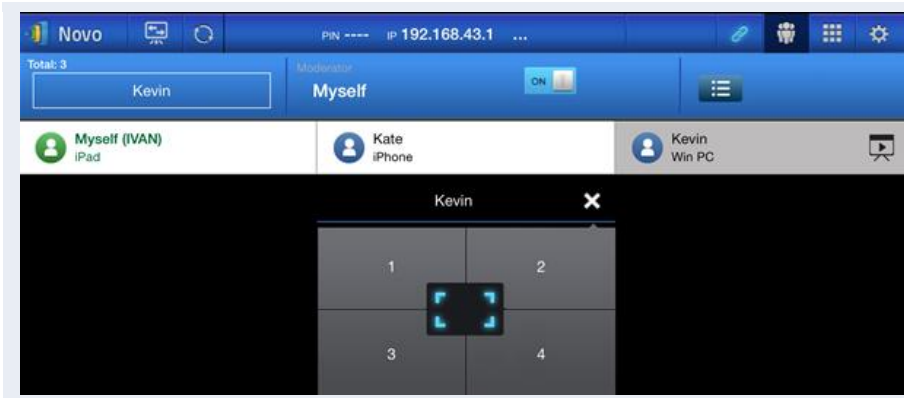 Novo PIN ---- IP 192.168.43.1 ...
Total: 3
Kevin
Moderator
Myself
ON
Myself (IVAN)
iPad
Kate
iPhone
Kevin
Win PC
Kevin
1 2
3 4